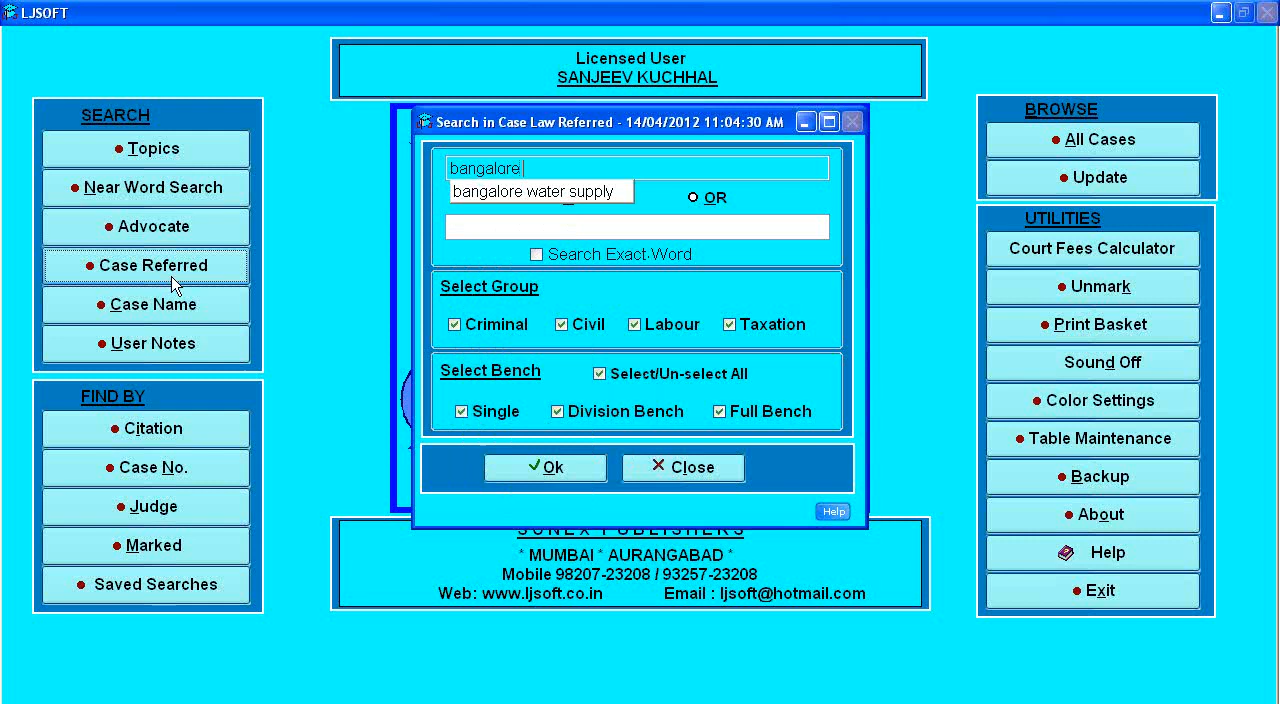 LJSOFT
Licensed User
SANJEEV KUCHHAL
SEARCH
Topics
Near Word Search
Advocate
Case Referred
Case Name
User Notes
FIND BY
Citation
Case No.
Judge
Marked
Saved Searches
Search in Case Law Referred - 14/04/2012 11:04:30 AM
bangalore
bangalore water supply
OR
Search Exact Word
Select Group
Criminal
Civil
Labour
Taxation
Select Bench
Select/Un-select All
Single
Division Bench
Full Bench
Ok
Close
Help
SUNEX PUBLISHERS
* MUMBAI * AURANGABAD *
Mobile 98207-23208 / 93257-23208
Web: www.ljsoft.co.in Email : ljsoft@hotmail.com
BROWSE
All Cases
Update
UTILITIES
Court Fees Calculator
Unmark
Print Basket
Sound Off
Color Settings
Table Maintenance
Backup
About
Help
Exit